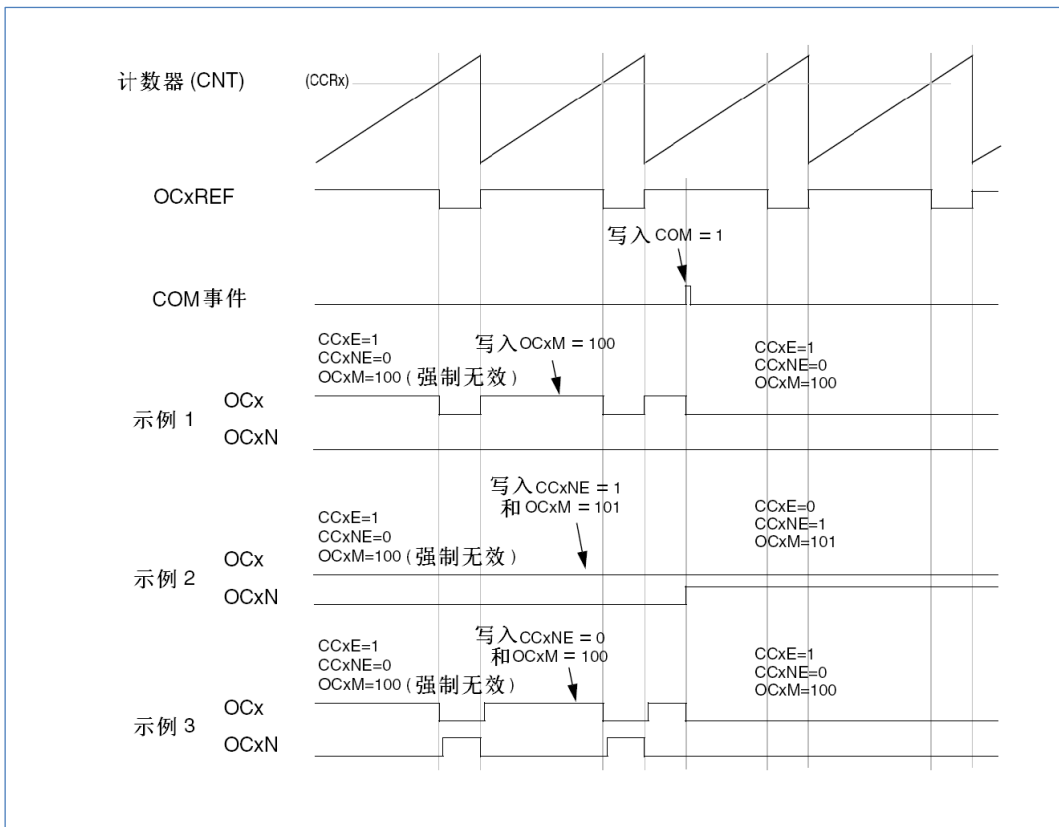 计数器 (CNT)
(CCRx)
OCxREF
写入 COM = 1
COM 事件
CCxE=1
CCxNE=0
OCxM=100 ( 强制无效 )
写入 OCxM = 100
CCxE=1
CCxNE=0
OCxM=100
示例 1
OCx
OCxN
写入 CCxNE = 1
和 OCxM = 101
CCxE=1
CCxNE=0
OCxM=100 ( 强制无效 )
CCxE=0
CCxNE=1
OCxM=101
示例 2
OCx
OCxN
写入 CCxNE = 0
和OCxM = 100
CCxE=1
CCxNE=0
OCxM=100 ( 强制无效 )
CCxE=1
CCxNE=0
OCxM=100
示例 3
OCx
OCxN